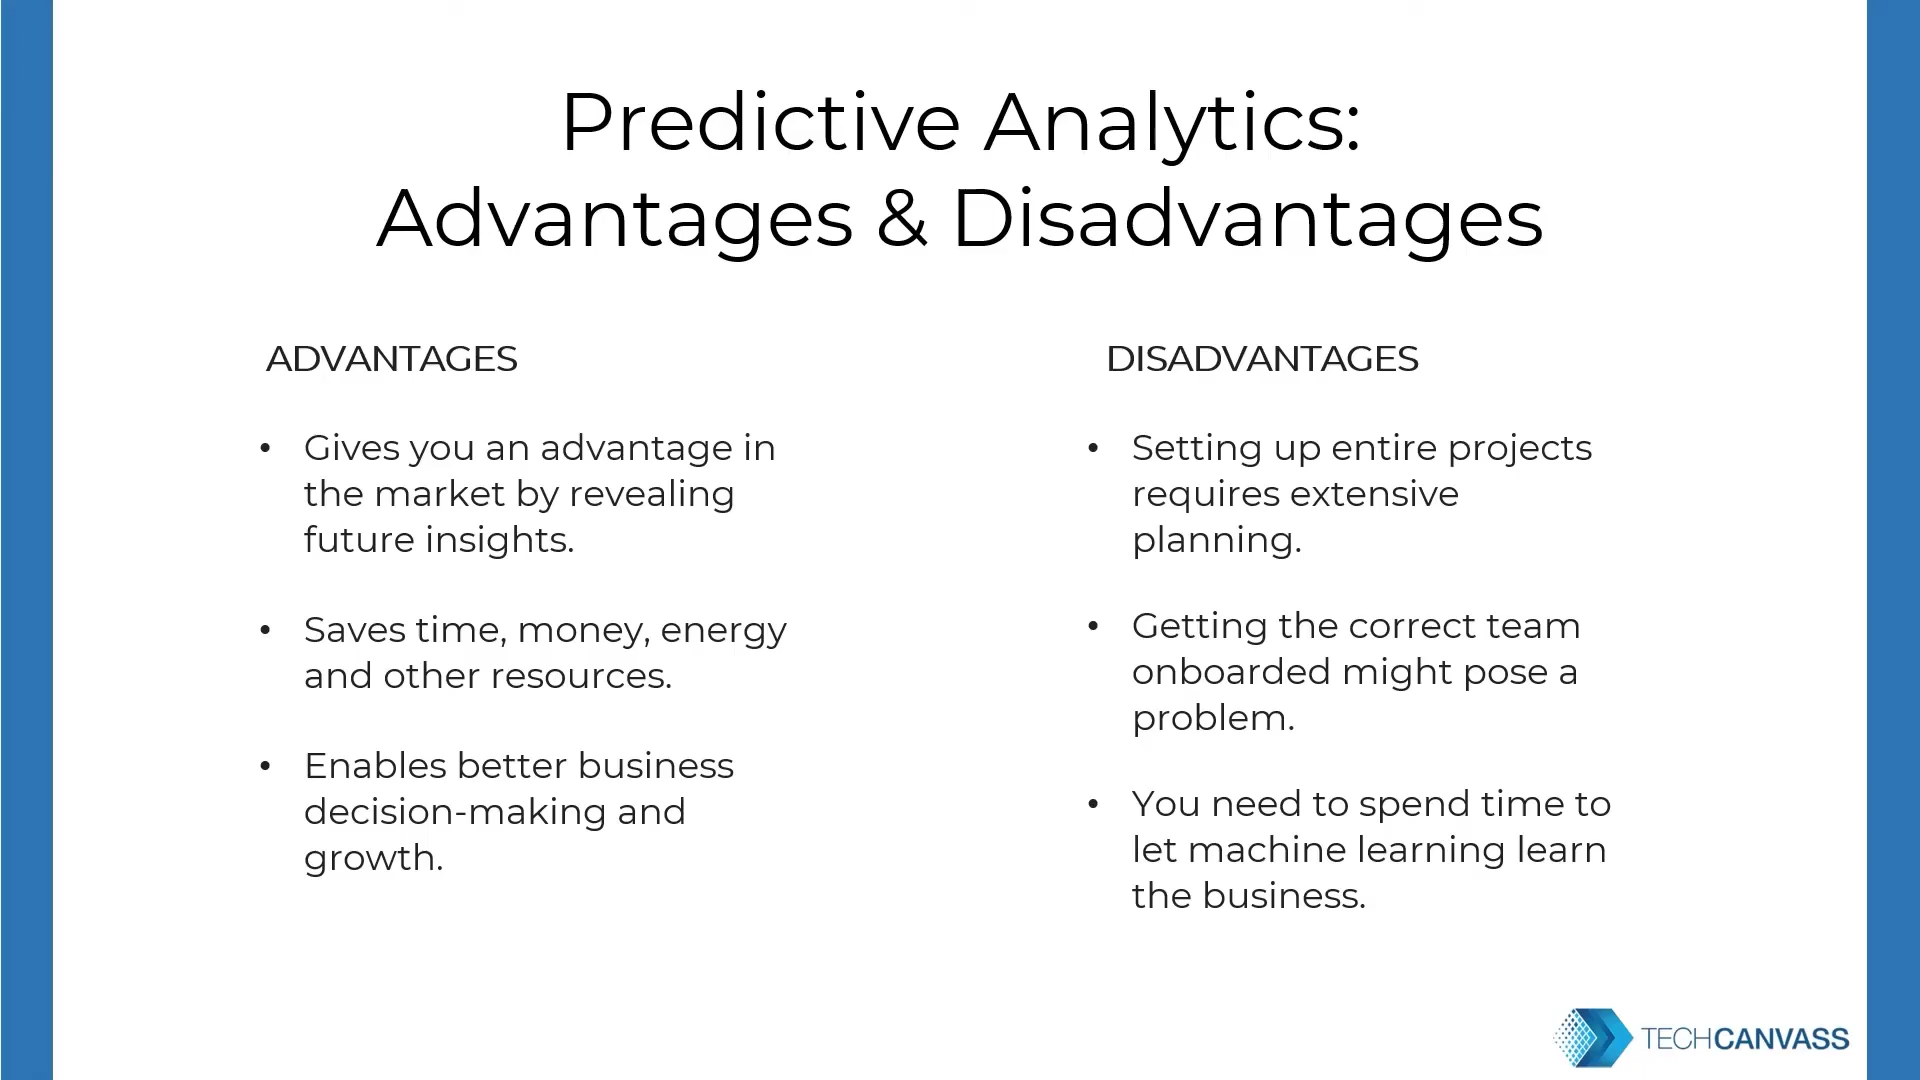 Predictive Analytics:
Advantages & Disadvantages
ADVANTAGES
• Gives you an advantage in
the market by revealing
future insights.
• Saves time, money, energy
and other resources.
• Enables better business
decision-making and
growth.
DISADVANTAGES
• Setting up entire projects
requires extensive
planning.
• Getting the correct team
onboarded might pose a
problem.
• You need to spend time to
let machine learning learn
the business.
TECHCANVASS